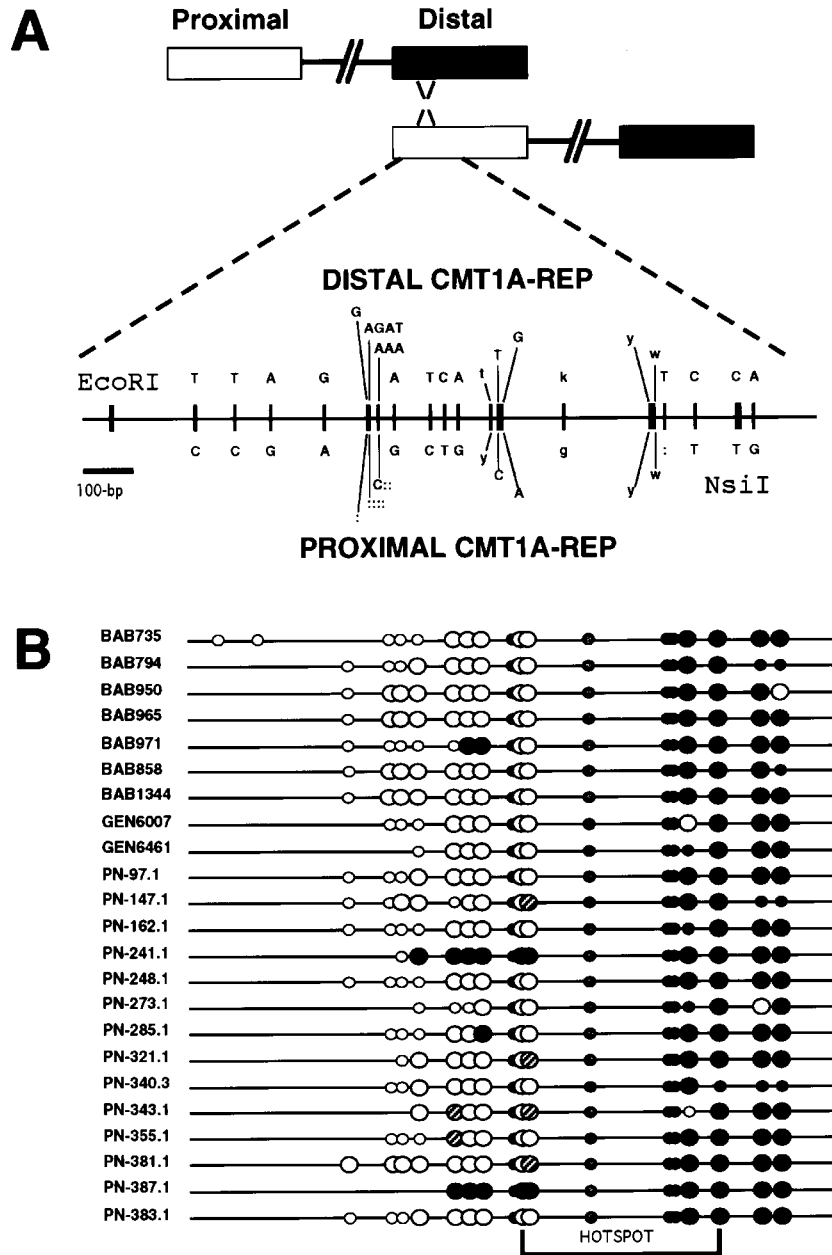 A
Proximal
Distal
DISTAL CMT1A-REP
G
AGAT
AAA
G
y
T
w
EcoRI
T T A G A T C A t k T C C A
C C G A G C T G y g : T T G
C::
C
A
y
w
::::
:
100-bp
NsiI
PROXIMAL CMT1A-REP
B
BAB735
BAB794
BAB950
BAB965
BAB971
BAB858
BAB1344
GEN6007
GEN6461
PN-97.1
PN-147.1
PN-162.1
PN-241.1
PN-248.1
PN-273.1
PN-285.1
PN-321.1
PN-340.3
PN-343.1
PN-355.1
PN-381.1
PN-387.1
PN-383.1
HOTSPOT